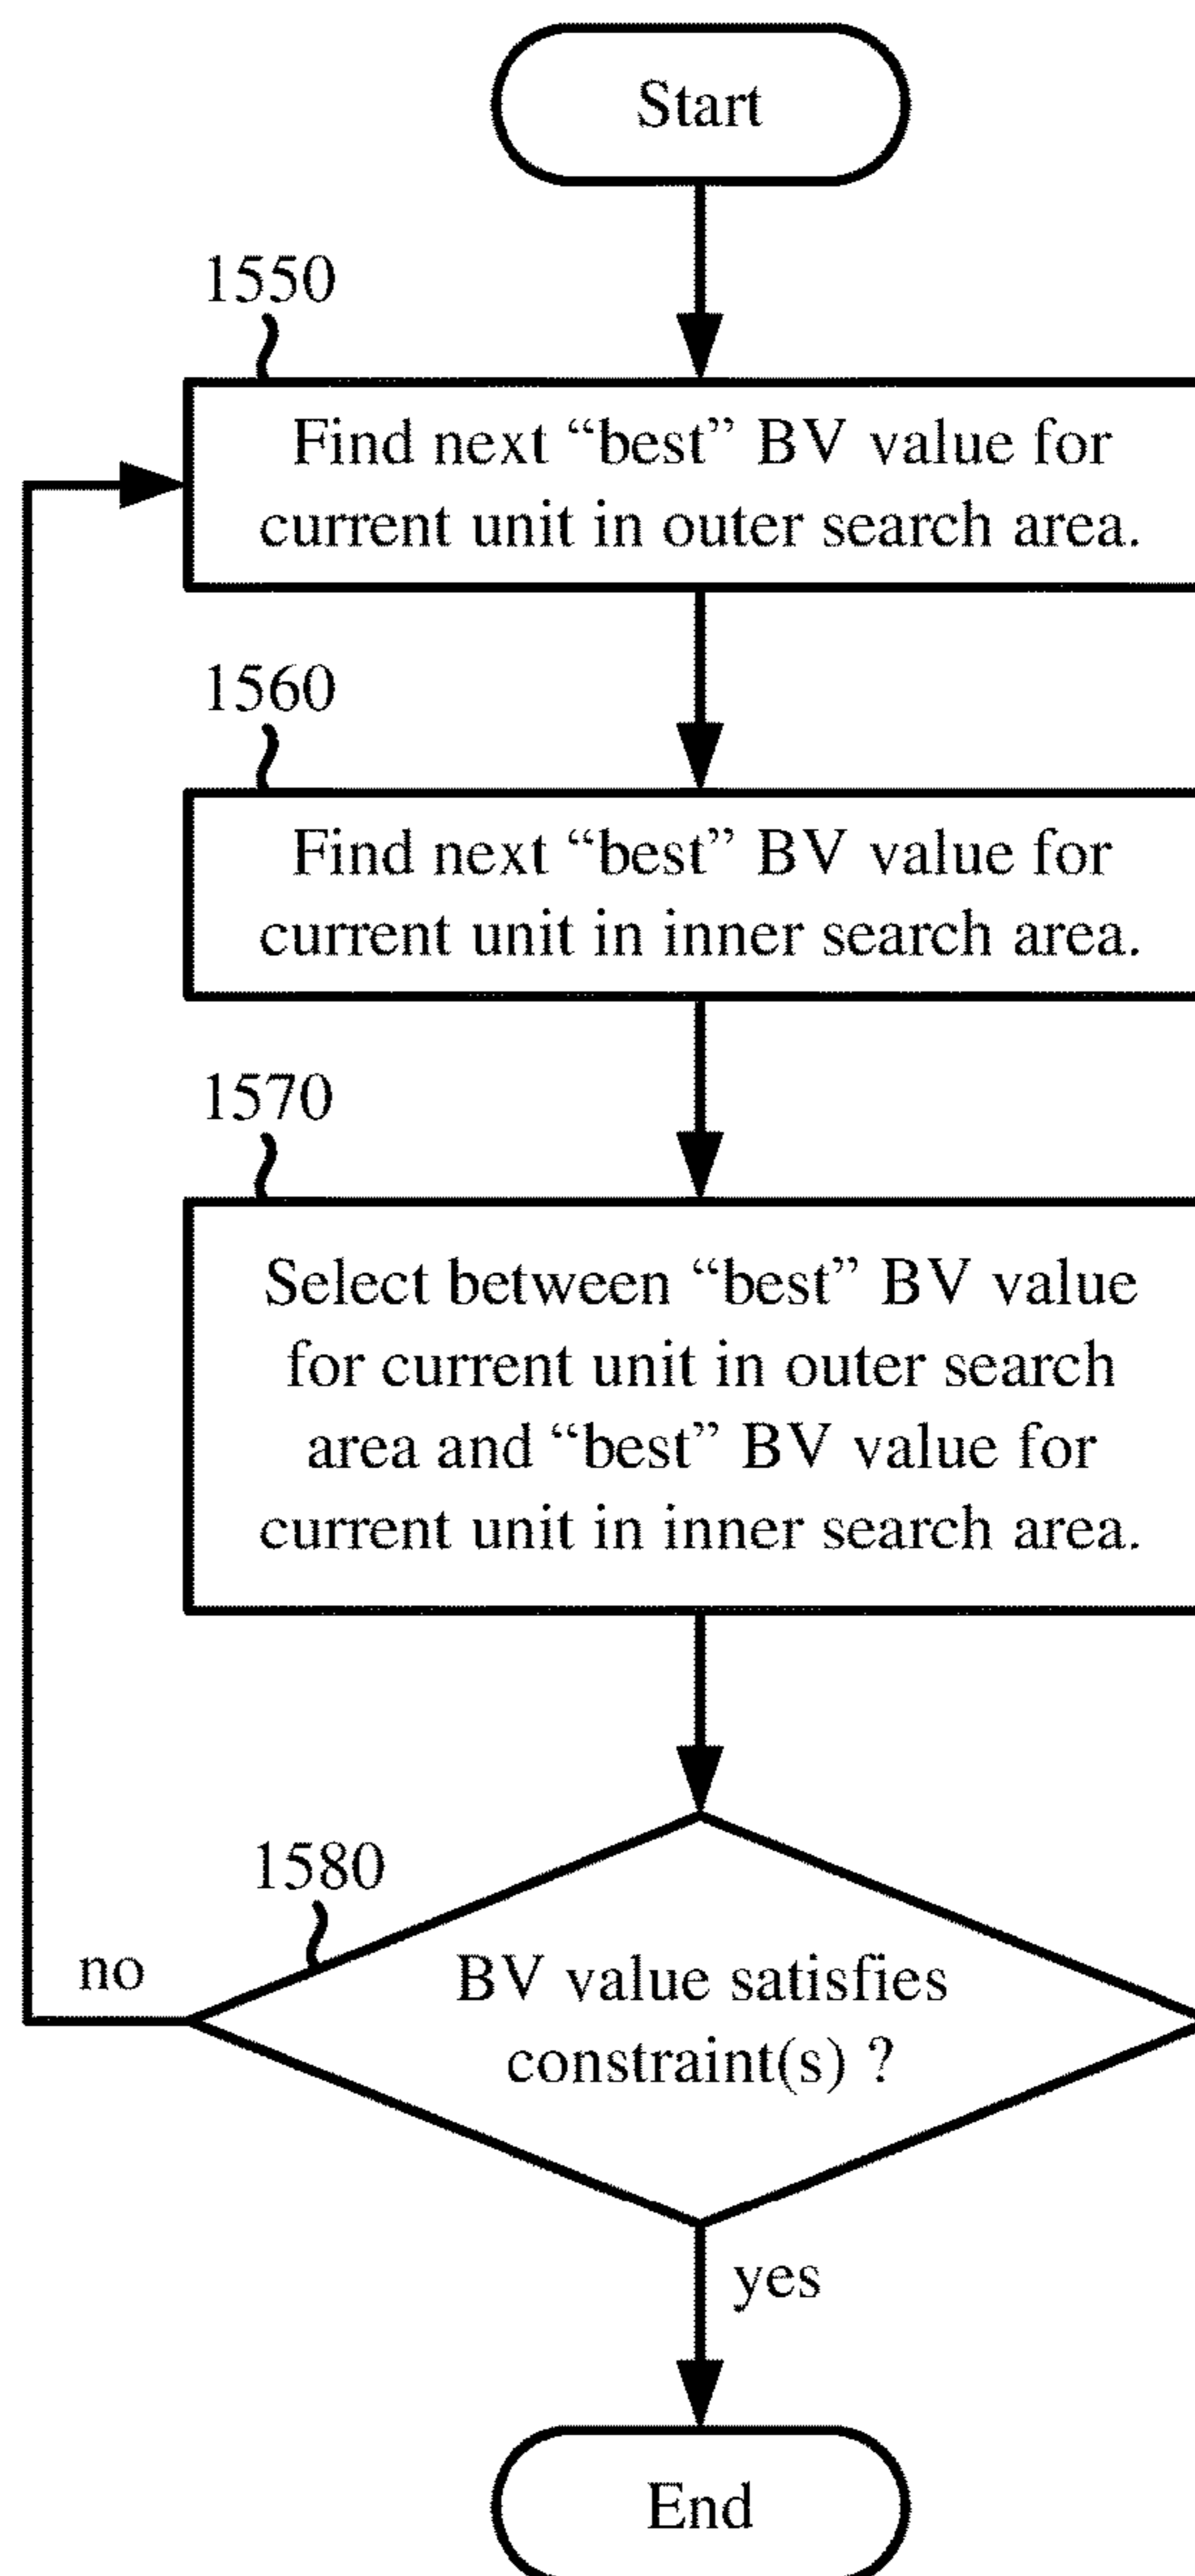 Start
1550
Find next “best” BV value for
current unit in outer search area.
1560
Find next “best” BV value for
current unit in inner search area.
1570
Select between “best” BV value
for current unit in outer search
area and “best” BV value for
current unit in inner search area.
1580
no
BV value satisfies
constraint(s) ?
yes
End